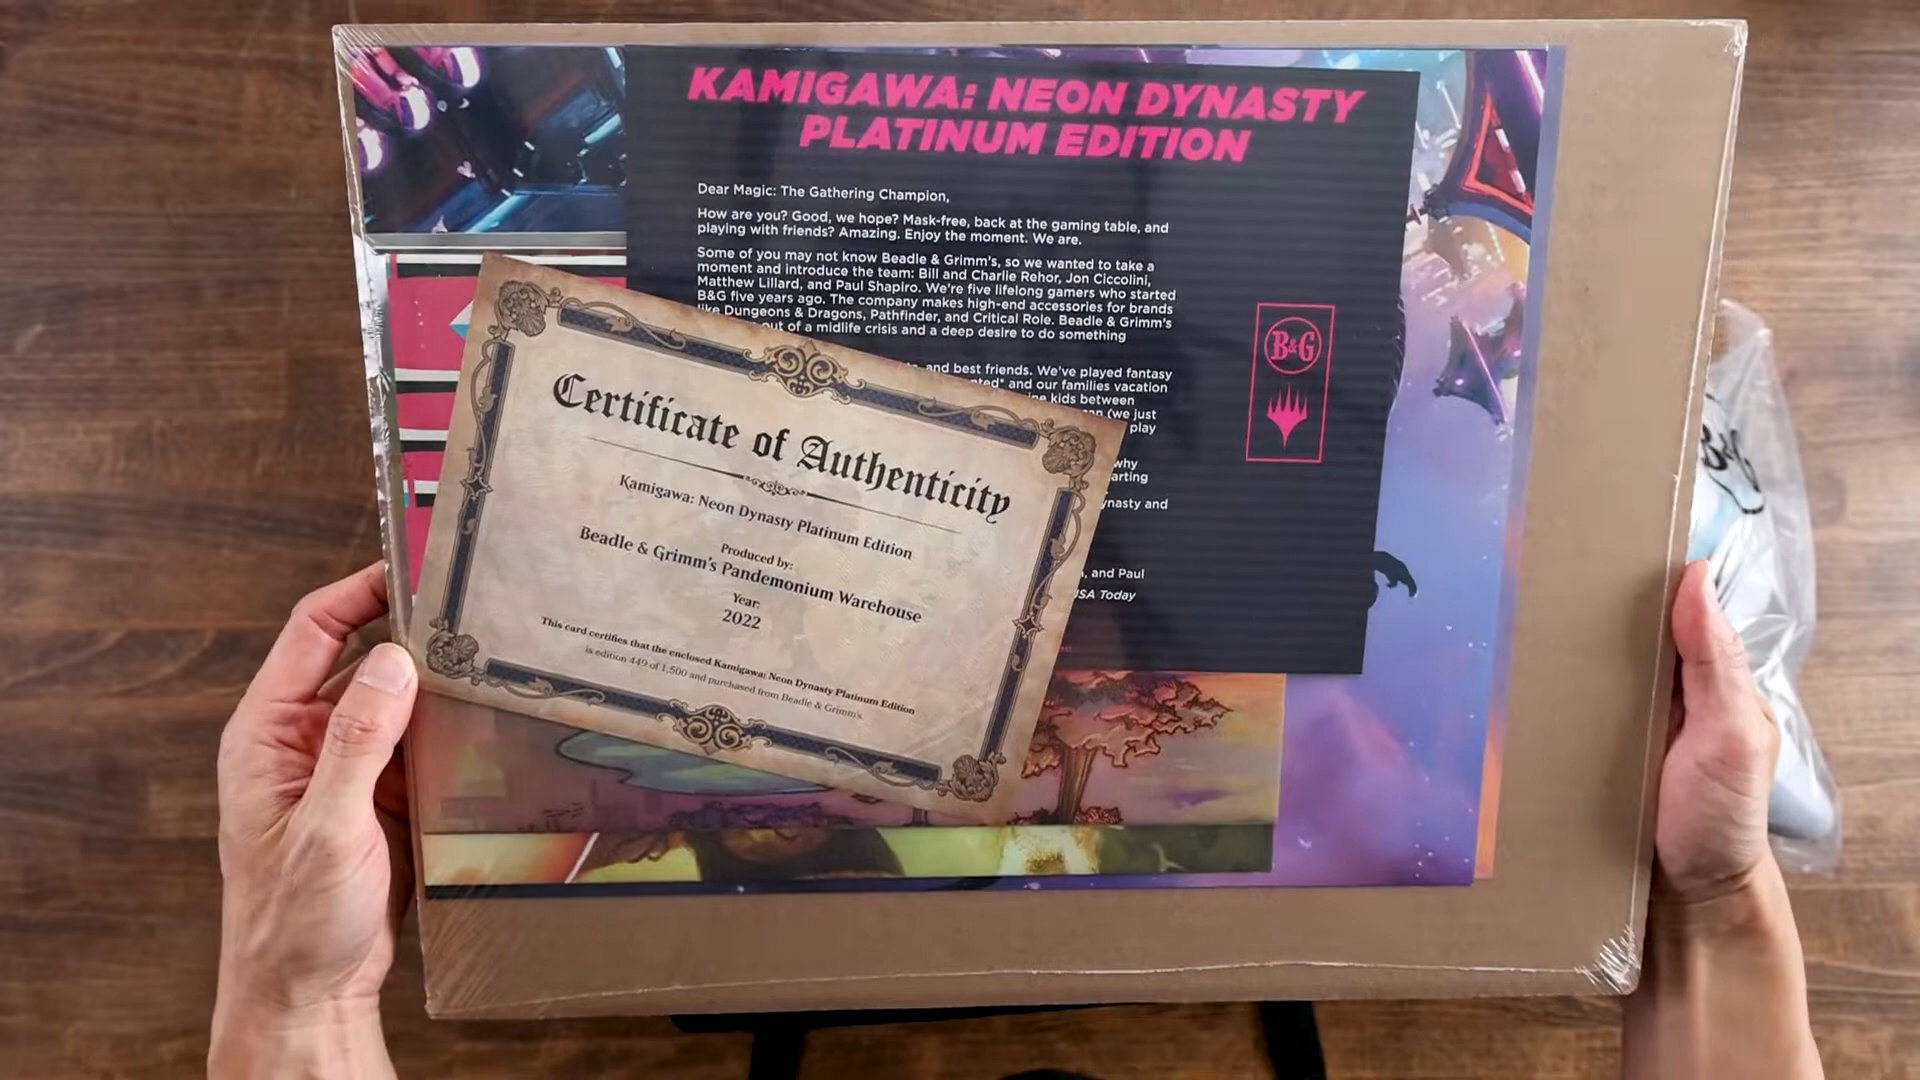 KAMIGAWA: NEON DYNASTY
PLATINUM EDITION
Dear Magic: The Gathering Champion,
How are you? Good, we hope? Mask-free, back at the gaming table, and
playing with friends? Amazing. Enjoy the moment. We are.
Some of you may not know Beadle & Grimm's, so we wanted to take a
moment and introduce the team: Bill and Charlie Rehor, Jon Ciccolini,
Matthew Lillard, and Paul Shapiro. We're five lifelong gamers who started
B&G five years ago. The company makes high-end accessories for brands
like Dungeons & Dragons, Pathfinder, and Critical Role. Beadle & Grimm's
out of a midlife crisis and a deep desire to do something
and best friends. We've played fantasy
and our families vacation
kids between
(we just
play
why
and
, and Paul
USA Today
B&G
Certificate of Authenticity
Kamigawa: Neon Dynasty Platinum Edition
Produced by:
Beadle & Grimm's Pandemonium Warehouse
Year:
2022
This card certifies that the enclosed Kamigawa: Neon Dynasty Platinum Edition
is edition 449 of 1,500 and purchased from Beadle & Grimm's.
B&G